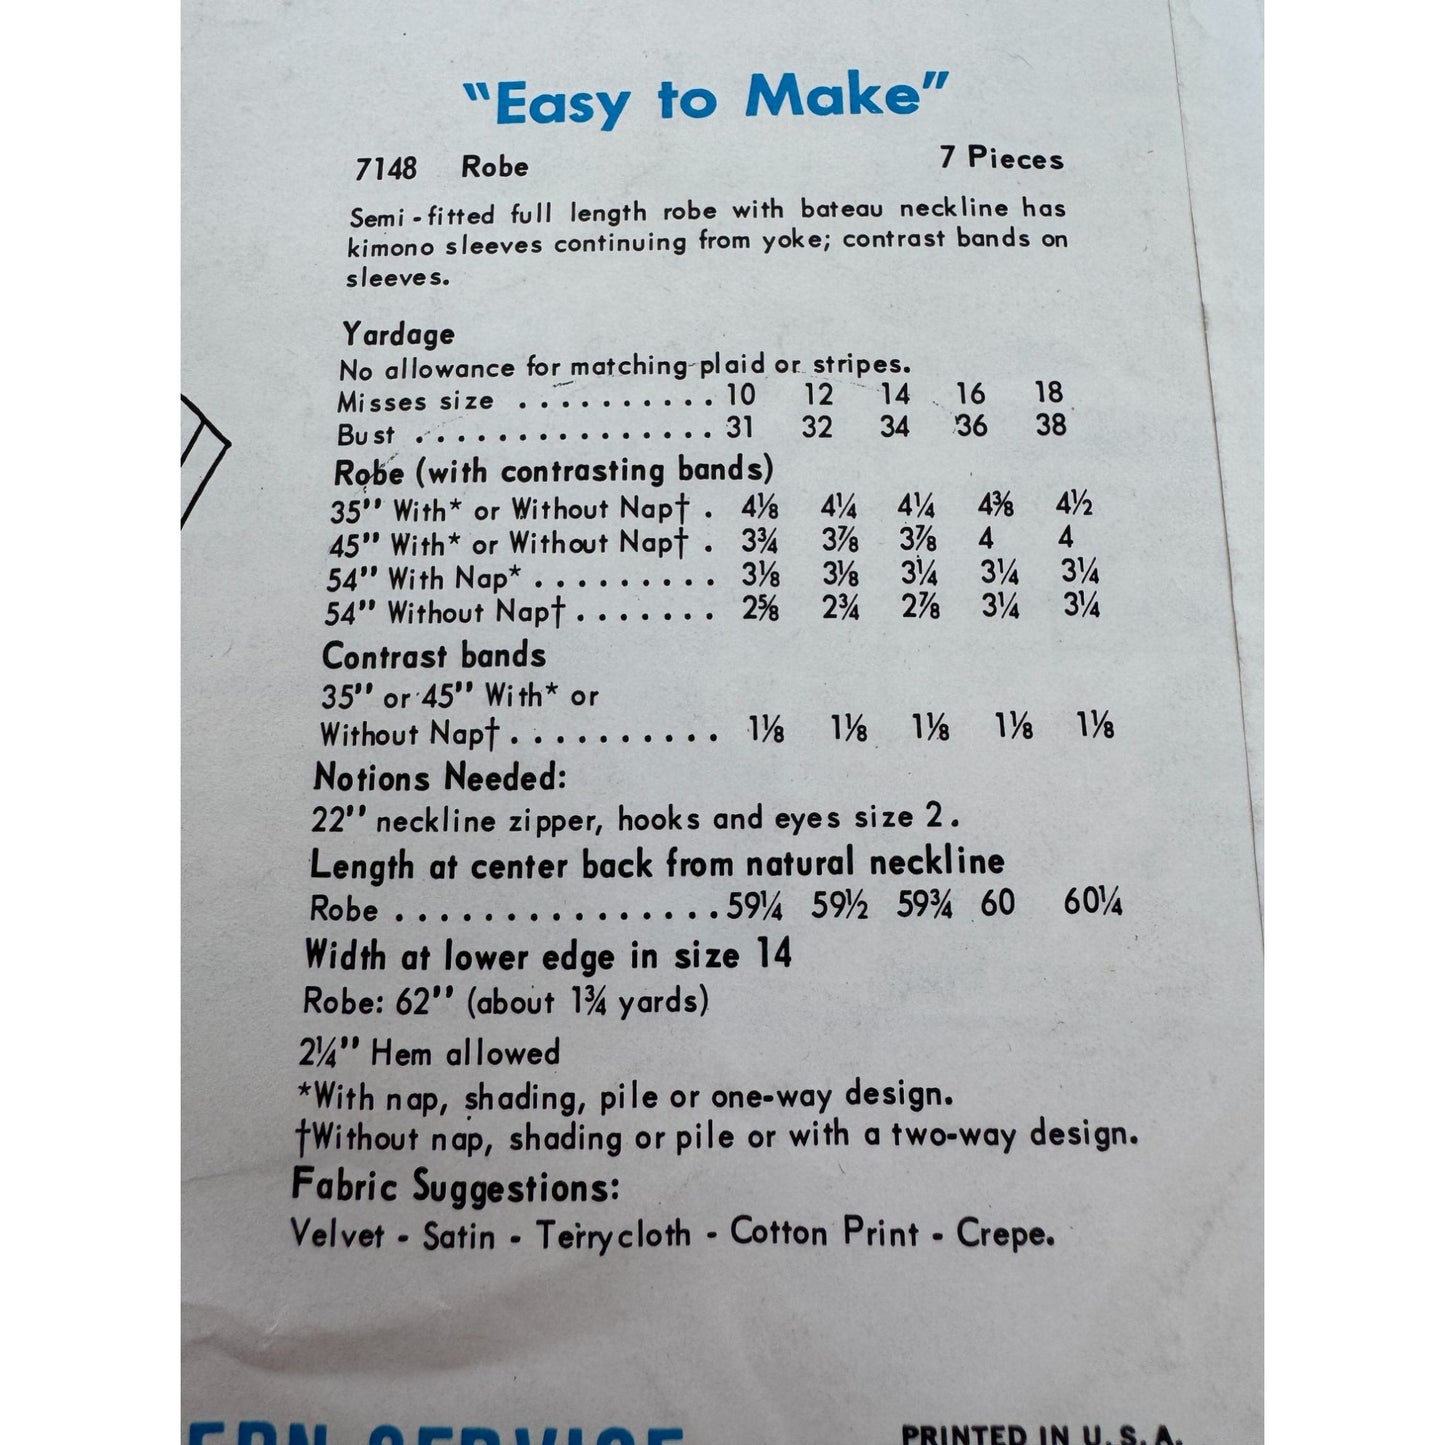 "Easy to Make"
7148 Robe 7 Pieces
Semi-fitted full length robe with bateau neckline has
kimono sleeves continuing from yoke; contrast bands on
sleeves.
Yardage
No allowance for matching plaid or stripes.
Misses size . . . . . . . . . . 10 12 14 16 18
Bust . . . . . . . . . . . . . . . 31 32 34 36 38
Robe (with contrasting bands)
35" With* or Without Nap† . 4⅛ 4¼ 4¼ 4⅜ 4½
45" With* or Without Nap† . 3¾ 3⅞ 3⅞ 4 4
54" With Nap* . . . . . . . . . 3⅛ 3⅛ 3¼ 3¼ 3¼
54" Without Nap† . . . . . . . 2⅝ 2¾ 2⅞ 3¼ 3¼
Contrast bands
35" or 45" With* or
Without Nap† . . . . . . . . . . 1⅛ 1⅛ 1⅛ 1⅛ 1⅛
Notions Needed:
22" neckline zipper, hooks and eyes size 2.
Length at center back from natural neckline
Robe . . . . . . . . . . . . . . . 59¼ 59½ 59¾ 60 60¼
Width at lower edge in size 14
Robe: 62" (about 1¾ yards)
2¼" Hem allowed
*With nap, shading, pile or one-way design.
†Without nap, shading or pile or with a two-way design.
Fabric Suggestions:
Velvet - Satin - Terrycloth - Cotton Print - Crepe.
ERN SERVICE
PRINTED IN U.S.A.